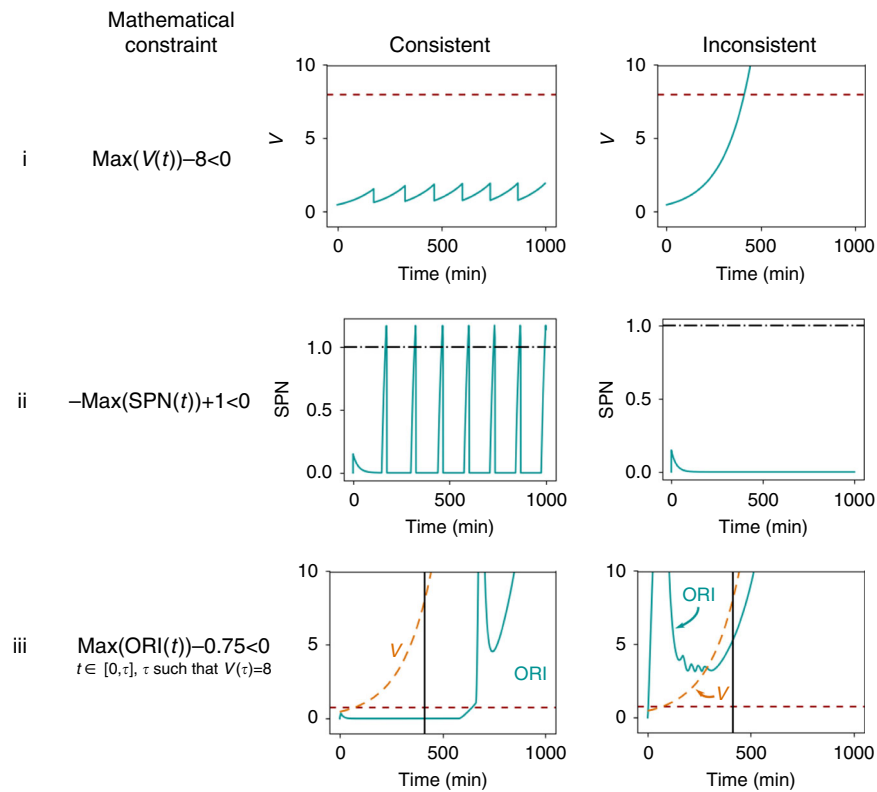 Mathematical
constraint
Consistent
Inconsistent
i
Max(V(t))–8<0
10
5
0
V
0
500
1000
Time (min)
10
5
0
V
0
500
1000
Time (min)
ii
–Max(SPN(t))+1<0
1.0
0.5
0.0
SPN
0
500
1000
Time (min)
1.0
0.5
0.0
SPN
0
500
1000
Time (min)
iii
Max(ORI(t))–0.75<0
t ∈ [0,τ], τ such that V(τ)=8
10
5
0
V
ORI
0
500
1000
Time (min)
10
5
0
ORI
V
0
500
1000
Time (min)